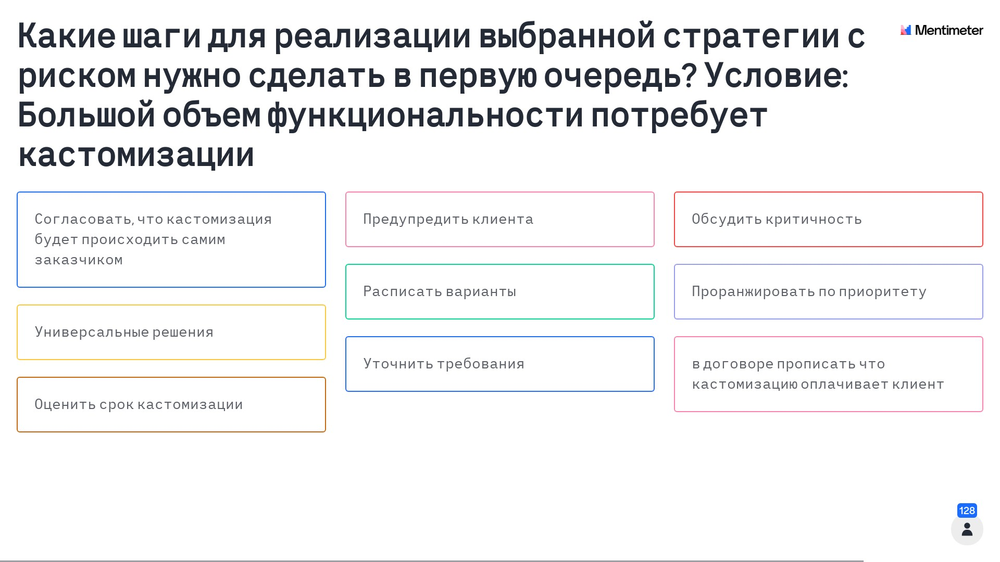 Какие шаги для реализации выбранной стратегии с
риском нужно сделать в первую очередь? Условие:
Большой объем функциональности потребует
кастомизации
Mentimeter
Согласовать, что кастомизация
будет происходить самим
заказчиком
Универсальные решения
Оценить срок кастомизации
Предупредить клиента
Расписать варианты
Уточнить требования
Обсудить критичность
Проранжировать по приоритету
в договоре прописать что
кастомизацию оплачивает клиент
128